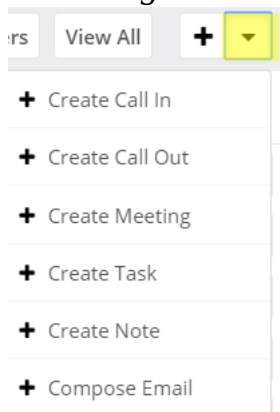 rs View All +
+ Create Call In
+ Create Call Out
+ Create Meeting
+ Create Task
+ Create Note
+ Compose Email